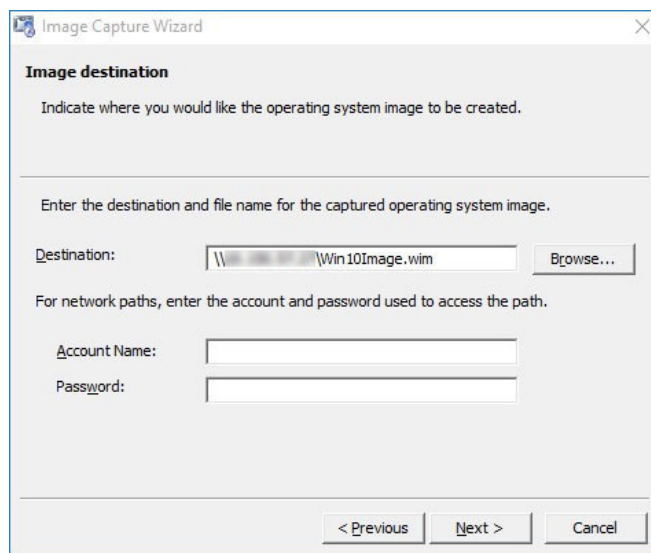 Image Capture Wizard
Image destination
Indicate where you would like the operating system image to be created.
Enter the destination and file name for the captured operating system image.
Destination:
\\ \Win10Image.wim
Browse...
For network paths, enter the account and password used to access the path.
Account Name:
Password:
< Previous
Next >
Cancel